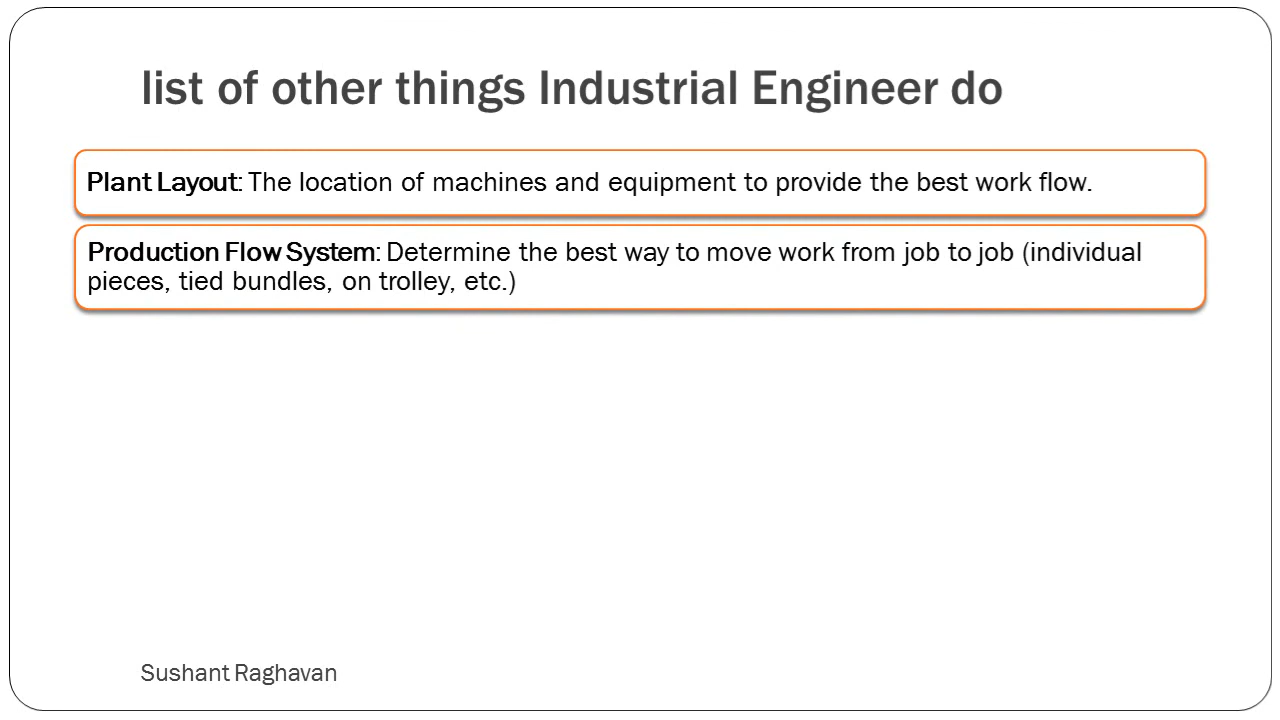 list of other things Industrial Engineer do
Plant Layout: The location of machines and equipment to provide the best work flow.
Production Flow System: Determine the best way to move work from job to job (individual
pieces, tied bundles, on trolley, etc.)
Sushant Raghavan